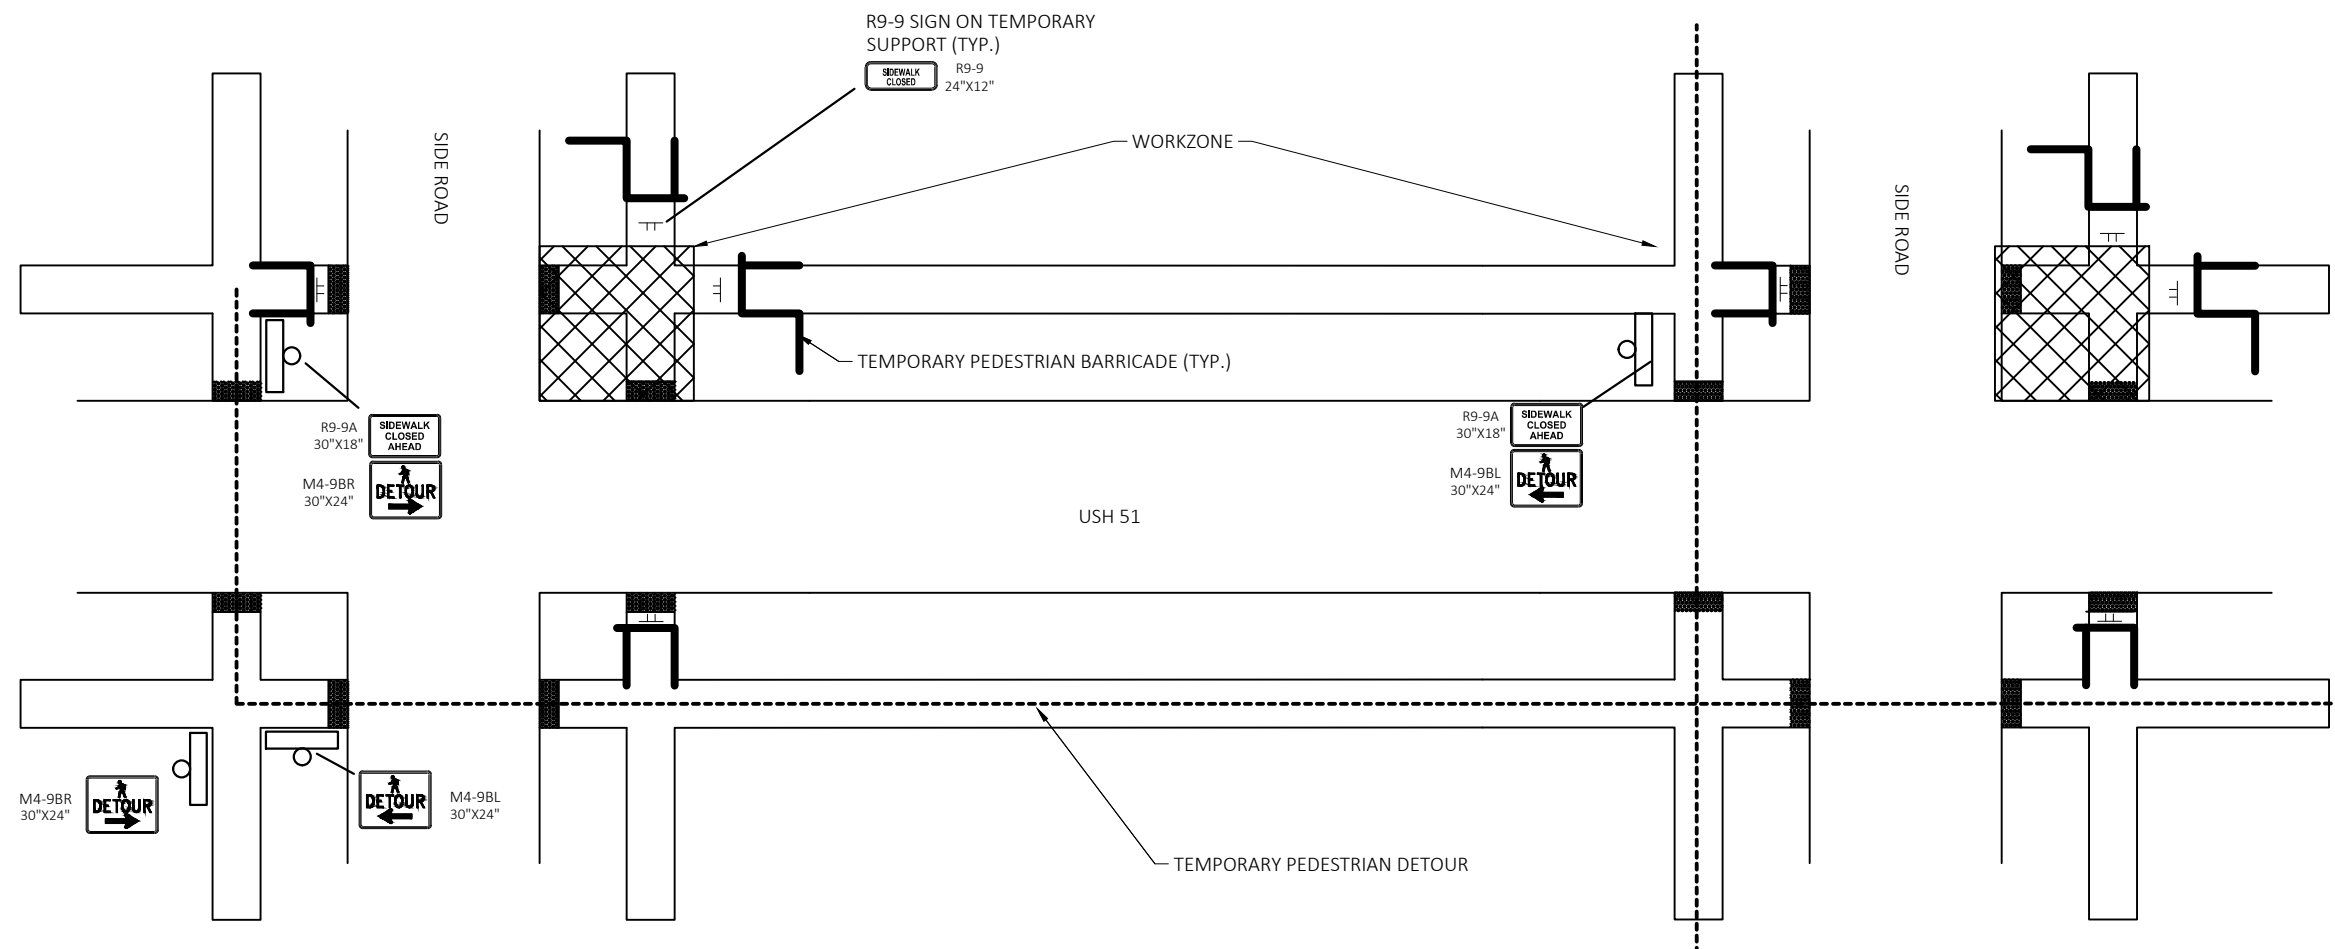 R9-9 SIGN ON TEMPORARY
SUPPORT (TYP.)
SIDEWALK
CLOSED
R9-9
24"X12"
SIDE ROAD
WORKZONE
SIDE ROAD
TEMPORARY PEDESTRIAN BARRICADE (TYP.)
R9-9A
30"X18"
SIDEWALK
CLOSED
AHEAD
M4-9BR
30"X24"
DETOUR
R9-9A
30"X18"
SIDEWALK
CLOSED
AHEAD
M4-9BL
30"X24"
DETOUR
USH 51
M4-9BR
30"X24"
DETOUR
DETOUR
M4-9BL
30"X24"
TEMPORARY PEDESTRIAN DETOUR